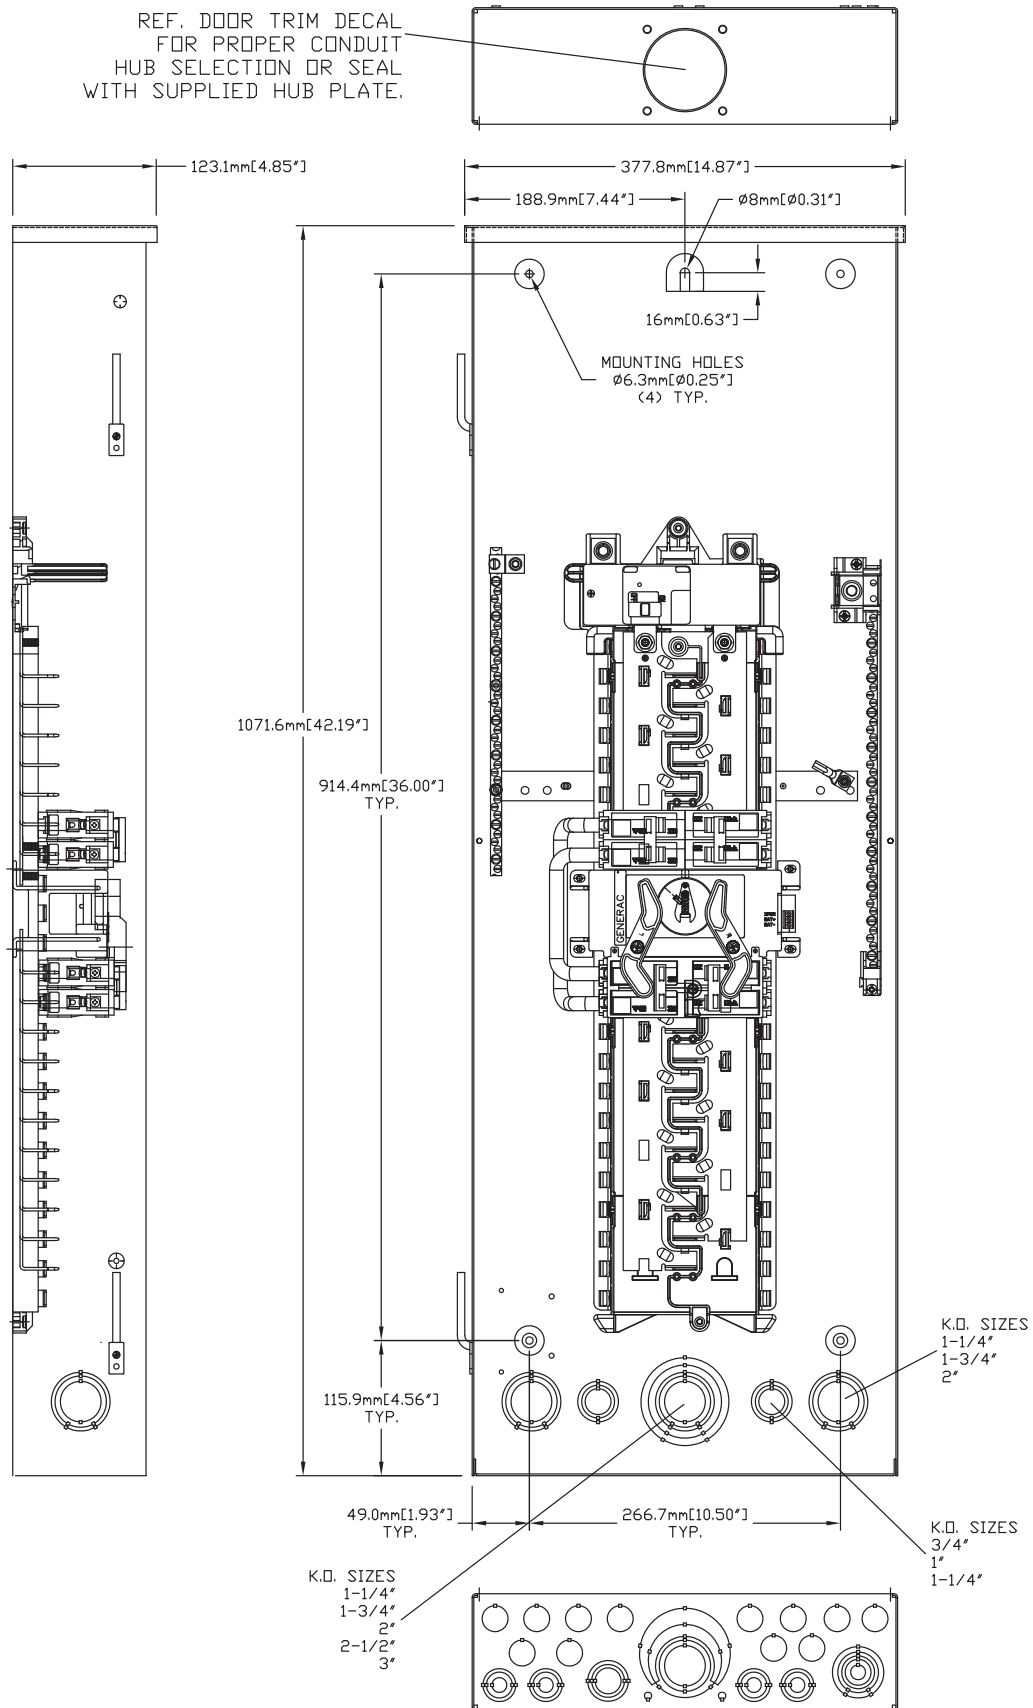 REF. DOOR TRIM DECAL
FOR PROPER CONDUIT
HUB SELECTION OR SEAL
WITH SUPPLIED HUB PLATE.
123.1mm[4.85"]
377.8mm[14.87"]
188.9mm[7.44"]
Ø8mm[Ø0.31"]
16mm[0.63"]
MOUNTING HOLES
Ø6.3mm[Ø0.25"]
(4) TYP.
1071.6mm[42.19"]
914.4mm[36.00"]
TYP.
GENERAC
L
K.O. SIZES
1-1/4"
1-3/4"
2"
115.9mm[4.56"]
TYP.
49.0mm[1.93"]
TYP.
266.7mm[10.50"]
TYP.
K.O. SIZES
3/4"
1"
1-1/4"
K.O. SIZES
1-1/4"
1-3/4"
2"
2-1/2"
3"